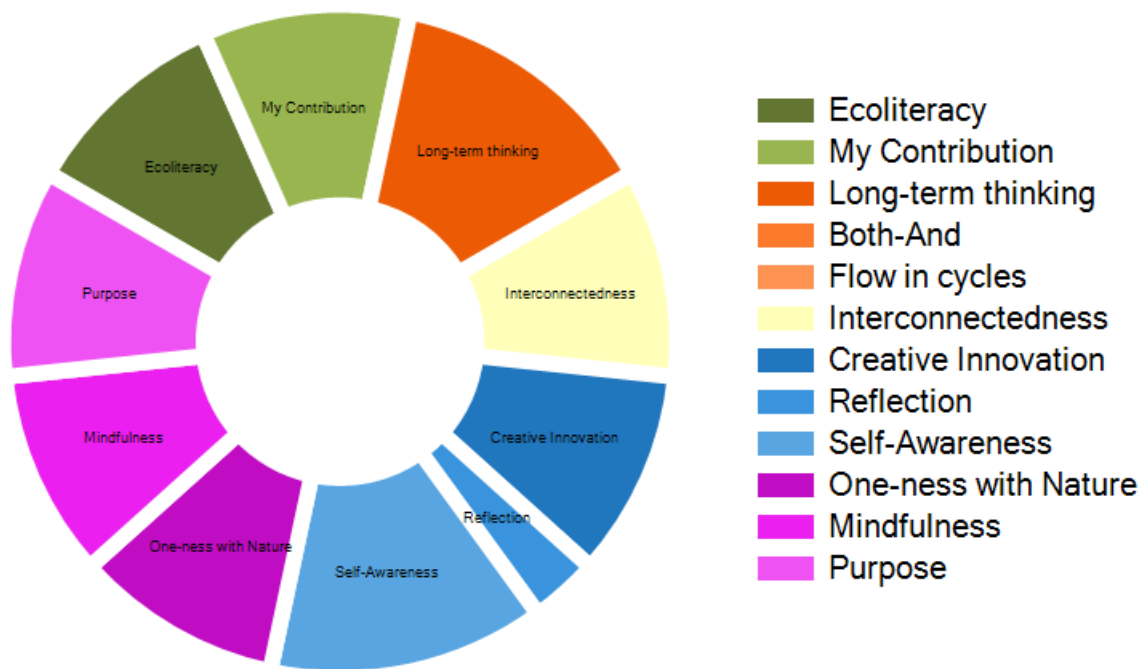 My Contribution
Long-term thinking
Ecoliteracy
Purpose
Interconnectedness
Mindfulness
Creative Innovation
Reflection
One-ness with Nature
Self-Awareness
Ecoliteracy
My Contribution
Long-term thinking
Both-And
Flow in cycles
Interconnectedness
Creative Innovation
Reflection
Self-Awareness
One-ness with Nature
Mindfulness
Purpose